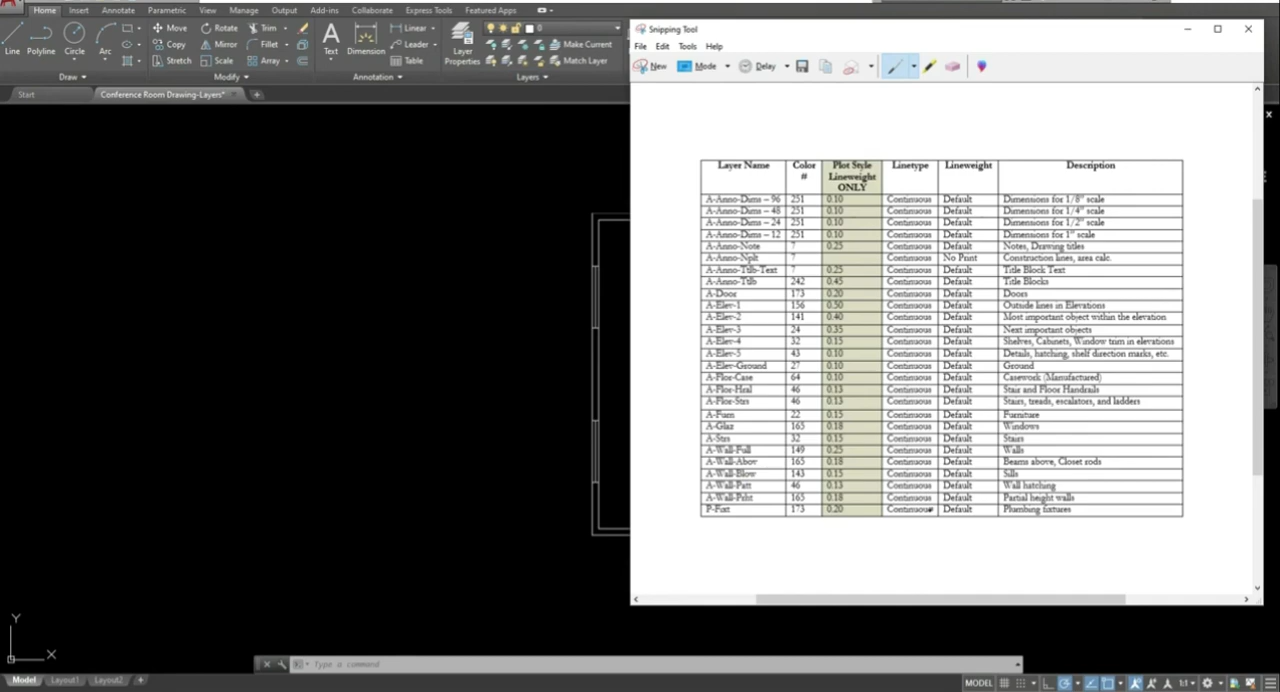 Home Insert Annotate Parametric View Manage Output Add-ins Collaborate Express Tools Featured Apps
Line Polyline Circle Arc
Move Rotate Trim
Copy Mirror Fillet
Stretch Scale Array
Text Dimension
Linear
Leader
Table
Layer Properties
0
Make Current
Match Layer
Draw Modify Annotation Layers
Start Conference Room Drawing-Layers*
Snipping Tool
File Edit Tools Help
New Mode Delay
Layer Name Color # Plot Style Lineweight ONLY Linetype Lineweight Description
A-Anno-Dims – 96 251 0.10 Continuous Default Dimensions for 1/8" scale
A-Anno-Dims – 48 251 0.10 Continuous Default Dimensions for 1/4" scale
A-Anno-Dims – 24 251 0.10 Continuous Default Dimensions for 1/2" scale
A-Anno-Dims – 12 251 0.10 Continuous Default Dimensions for 1" scale
A-Anno-Note 7 0.25 Continuous Default Notes, Drawing titles
A-Anno-Nplt 7 Continuous No Print Construction lines, area calc.
A-Anno-Ttlb-Text 7 0.25 Continuous Default Title Block Text
A-Anno-Ttlb 242 0.45 Continuous Default Title Blocks
A-Door 173 0.20 Continuous Default Doors
A-Elev-1 156 0.50 Continuous Default Outside lines in Elevations
A-Elev-2 141 0.40 Continuous Default Most important object within the elevation
A-Elev-3 24 0.35 Continuous Default Next important objects
A-Elev-4 32 0.15 Continuous Default Shelves, Cabinets, Window trim in elevations
A-Elev-5 43 0.10 Continuous Default Details, hatching, shelf direction marks, etc.
A-Elev-Ground 27 0.10 Continuous Default Ground
A-Flor-Case 64 0.10 Continuous Default Casework (Manufactured)
A-Flor-Hral 46 0.13 Continuous Default Stair and Floor Handrails
A-Flor-Strs 46 0.13 Continuous Default Stairs, treads, escalators, and ladders
A-Furn 22 0.15 Continuous Default Furniture
A-Glaz 165 0.18 Continuous Default Windows
A-Strs 32 0.15 Continuous Default Stairs
A-Wall-Full 149 0.25 Continuous Default Walls
A-Wall-Abov 165 0.18 Continuous Default Beams above, Closet rods
A-Wall-Blow 143 0.15 Continuous Default Sills
A-Wall-Patt 46 0.13 Continuous Default Wall hatching
A-Wall-Prht 165 0.18 Continuous Default Partial height walls
P-Fixt 173 0.20 Continuous Default Plumbing fixtures
Y
X
Type a command
Model Layout1 Layout2
MODEL 1:1